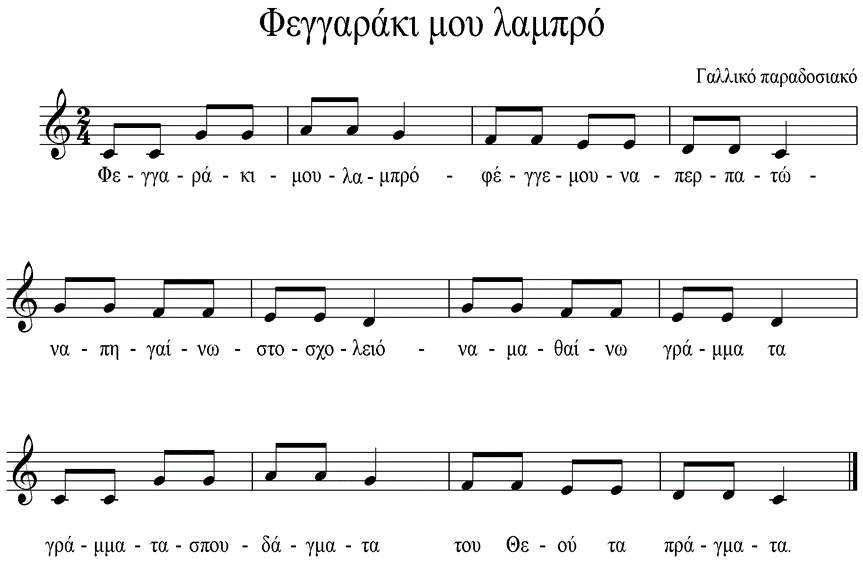 Φεγγαράκι μου λαμπρό
Γαλλικό παραδοσιακό
2
4
Φε - γγα - ρά - κι - μου - λα - μπρό - φέ - γγε - μου - να - περ - πα - τώ -
να - πη - γαί - νω - στο - σχο - λειό - να - μα - θαί - νω γρά - μμα τα
γρά - μμα - τα - σπου - δά - γμα - τα του Θε - ού τα πρά - γμα - τα.